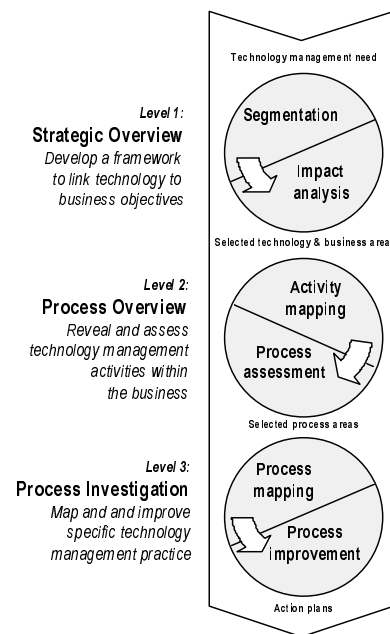 Technology management need
Level 1:
Strategic Overview
Develop a framework
to link technology to
business objectives
Segmentation
Impact
analysis
Selected technology & business area
Level 2:
Process Overview
Reveal and assess
technology management
activities within
the business
Activity
mapping
Process
assessment
Selected process areas
Level 3:
Process Investigation
Map and and improve
specific technology
management practice
Process
mapping
Process
improvement
Action plans